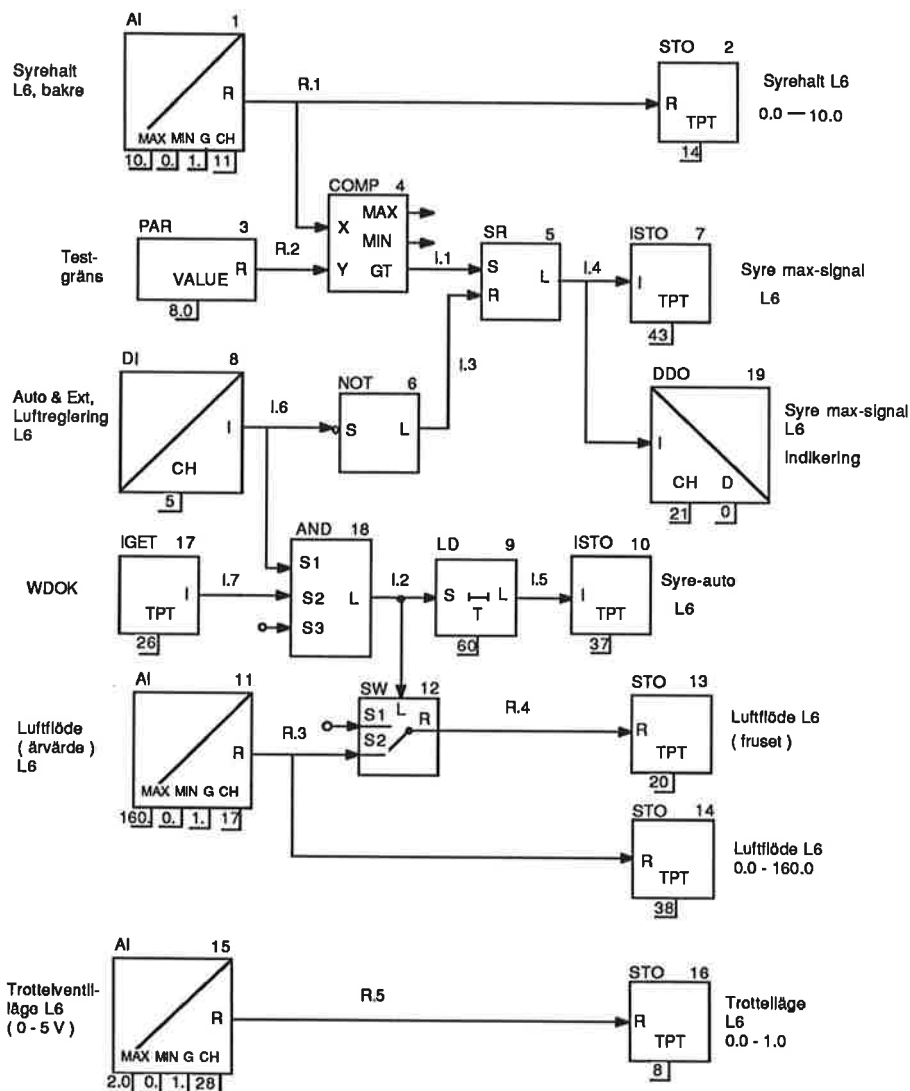 AI 1
Syrehalt
L6, bakre
R
MAX MIN G CH
10. 0. 1. 11
R.1
STO 2
R
TPT
14
Syrehalt L6
0.0 — 10.0
COMP 4
X MAX
MIN
Y GT
PAR 3
Test-
gräns
VALUE R
8.0
R.2
I.1
SR 5
S
R
L
I.4
ISTO 7
I
TPT
43
Syre max-signal
L6
DI 8
Auto & Ext,
Luftreglering
L6
I
CH
5
I.6
NOT 6
S L
I.3
DDO 19
I
CH D
21 0
Syre max-signal
L6
Indikering
IGET 17
WDOK
I
TPT
26
I.7
AND 18
S1
S2 L
S3
I.2
LD 9
S L
T
60
I.5
ISTO 10
I
TPT
37
Syre-auto
L6
AI 11
Luftflöde
( ärvärde )
L6
R
MAX MIN G CH
160. 0. 1. 17
R.3
SW 12
L
S1 R
S2
R.4
STO 13
R
TPT
20
Luftflöde L6
( fruset )
STO 14
R
TPT
38
Luftflöde L6
0.0 - 160.0
AI 15
Trottelventil-
läge L6
( 0 - 5 V )
R
MAX MIN G CH
2.0 0. 1. 28
R.5
STO 16
R
TPT
8
Trottelläge
L6
0.0 - 1.0